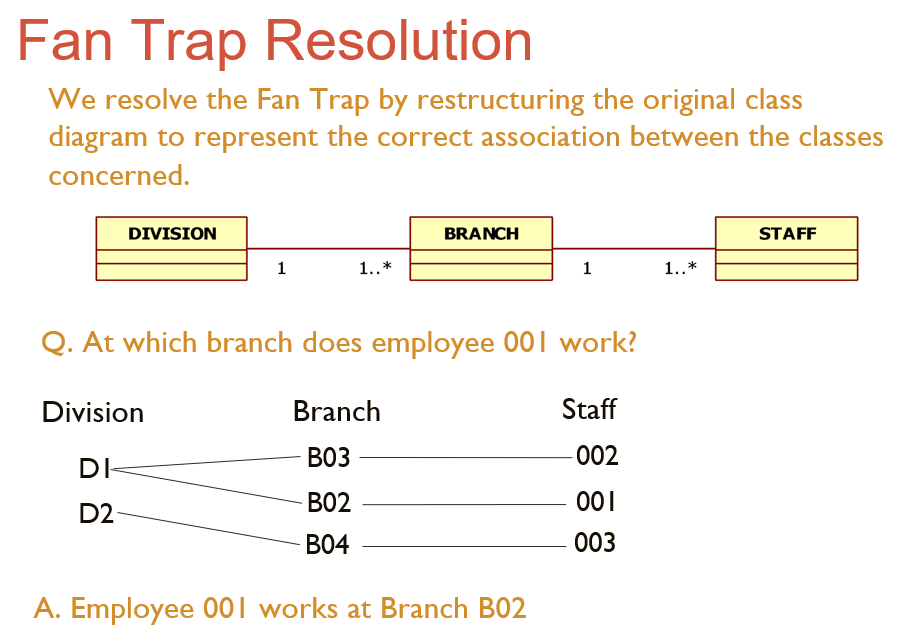 Fan Trap Resolution
We resolve the Fan Trap by restructuring the original class
diagram to represent the correct association between the classes
concerned.
DIVISION BRANCH STAFF
1 1..* 1 1..*
Q. At which branch does employee 001 work?
Division Branch Staff
D1 B03 002
B02 001
D2 B04 003
A. Employee 001 works at Branch B02